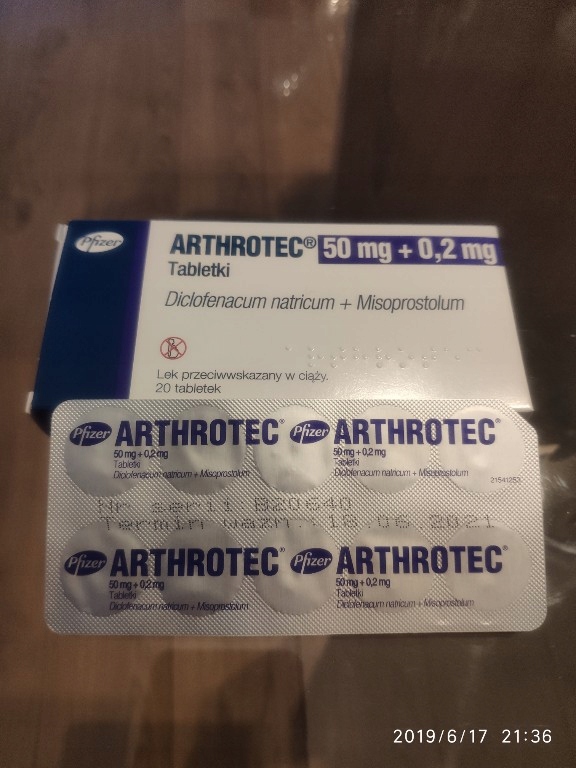 Pfizer
ARTHROTEC® 50 mg + 0,2 mg
Tabletki
Diclofenacum natricum + Misoprostolum
Lek przeciwwskazany w ciąży.
20 tabletek
Pfizer ARTHROTEC® Pfizer ARTHROTEC®
50 mg + 0,2 mg 50 mg + 0,2 mg
Tabletki Tabletki
Diclofenacum natricum + Misoprostolum Diclofenacum natricum + Misoprostolum
21541253
Nr serii B20640
Termin ważn.: 18.06.2021
Pfizer ARTHROTEC® Pfizer ARTHROTEC®
50 mg + 0,2 mg 50 mg + 0,2 mg
Tabletki Tabletki
Diclofenacum natricum + Misoprostolum Diclofenacum natricum + Misoprostolum
2019/6/17 21:36